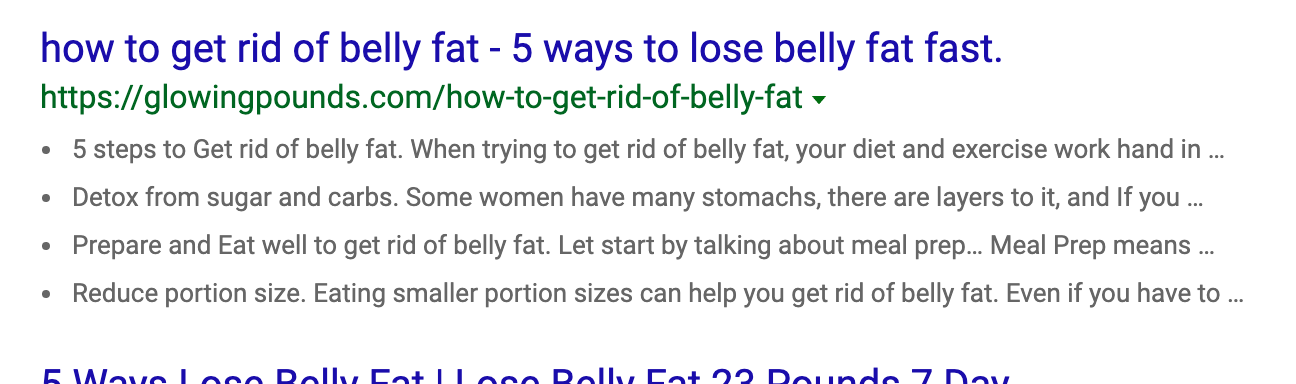 how to get rid of belly fat - 5 ways to lose belly fat fast.
https://glowingpounds.com/how-to-get-rid-of-belly-fat
5 steps to Get rid of belly fat. When trying to get rid of belly fat, your diet and exercise work hand in ...
Detox from sugar and carbs. Some women have many stomachs, there are layers to it, and If you ...
Prepare and Eat well to get rid of belly fat. Let start by talking about meal prep... Meal Prep means ...
Reduce portion size. Eating smaller portion sizes can help you get rid of belly fat. Even if you have to ...
5 Ways Lose Belly Fat | Lose Belly Fat 23 Pounds 7 Day